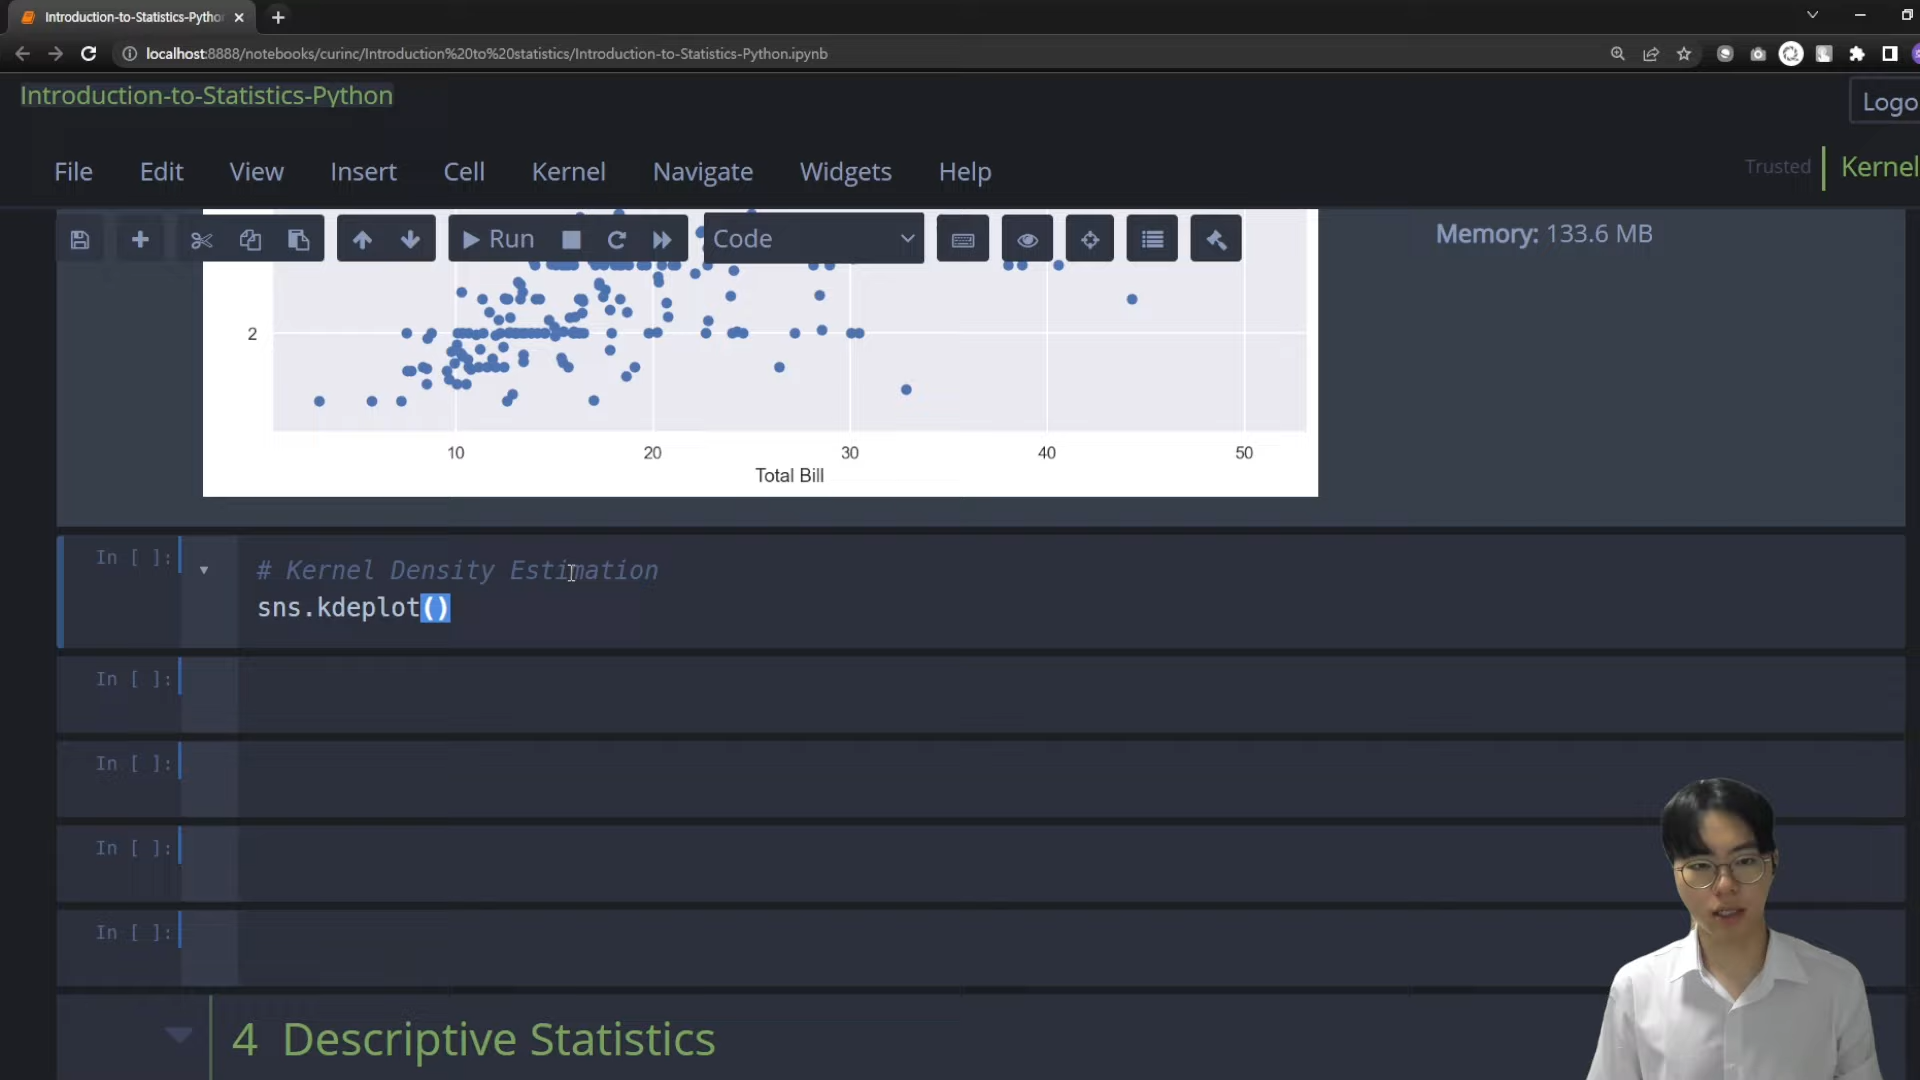 Introduction-to-Statistics-Pytho
localhost:8888/notebooks/curinc/Introduction%20to%20statistics/Introduction-to-Statistics-Python.ipynb
Introduction-to-Statistics-Python
Logo
File Edit View Insert Cell Kernel Navigate Widgets Help
Trusted
Kernel
Run
Code
Memory: 133.6 MB
2
10 20 30 40 50
Total Bill
In [ ]:
# Kernel Density Estimation
sns.kdeplot()
In [ ]:
In [ ]:
In [ ]:
In [ ]:
4 Descriptive Statistics